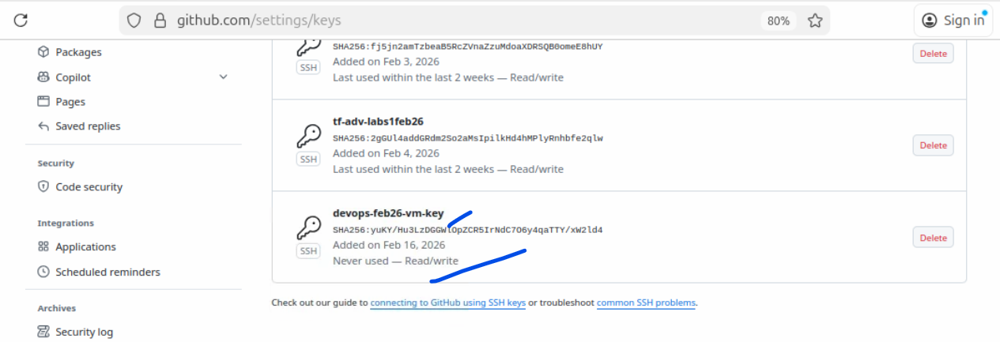 github.com/settings/keys
80%
Sign in
Packages
Copilot
Pages
Saved replies
Security
Code security
Integrations
Applications
Scheduled reminders
Archives
Security log
SHA256:fj5jn2amTzbeaB5RcZVnaZzuMdoaXDRSQB0omeE8hUY
SSH
Added on Feb 3, 2026
Last used within the last 2 weeks — Read/write
Delete
tf-adv-labs1feb26
SHA256:2gGUl4addGRdm2So2aMsIpilkHd4hMPlyRnhbfe2qlw
SSH
Added on Feb 4, 2026
Last used within the last 2 weeks — Read/write
Delete
devops-feb26-vm-key
SSH
Added on Feb 16, 2026
Never used — Read/write
Delete
Check out our guide to connecting to GitHub using SSH keys or troubleshoot common SSH problems.